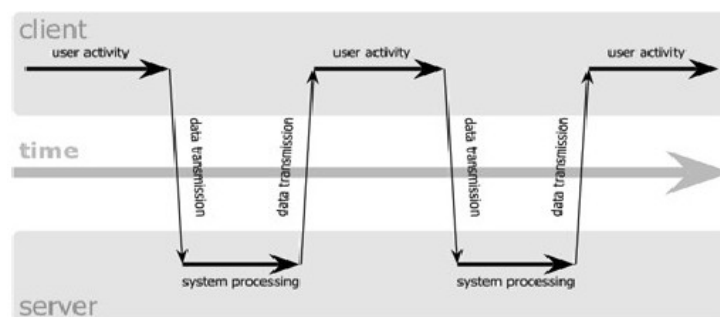 client
user activity
user activity
user activity
data transmission
data transmission
data transmission
data transmission
time
system processing
system processing
server